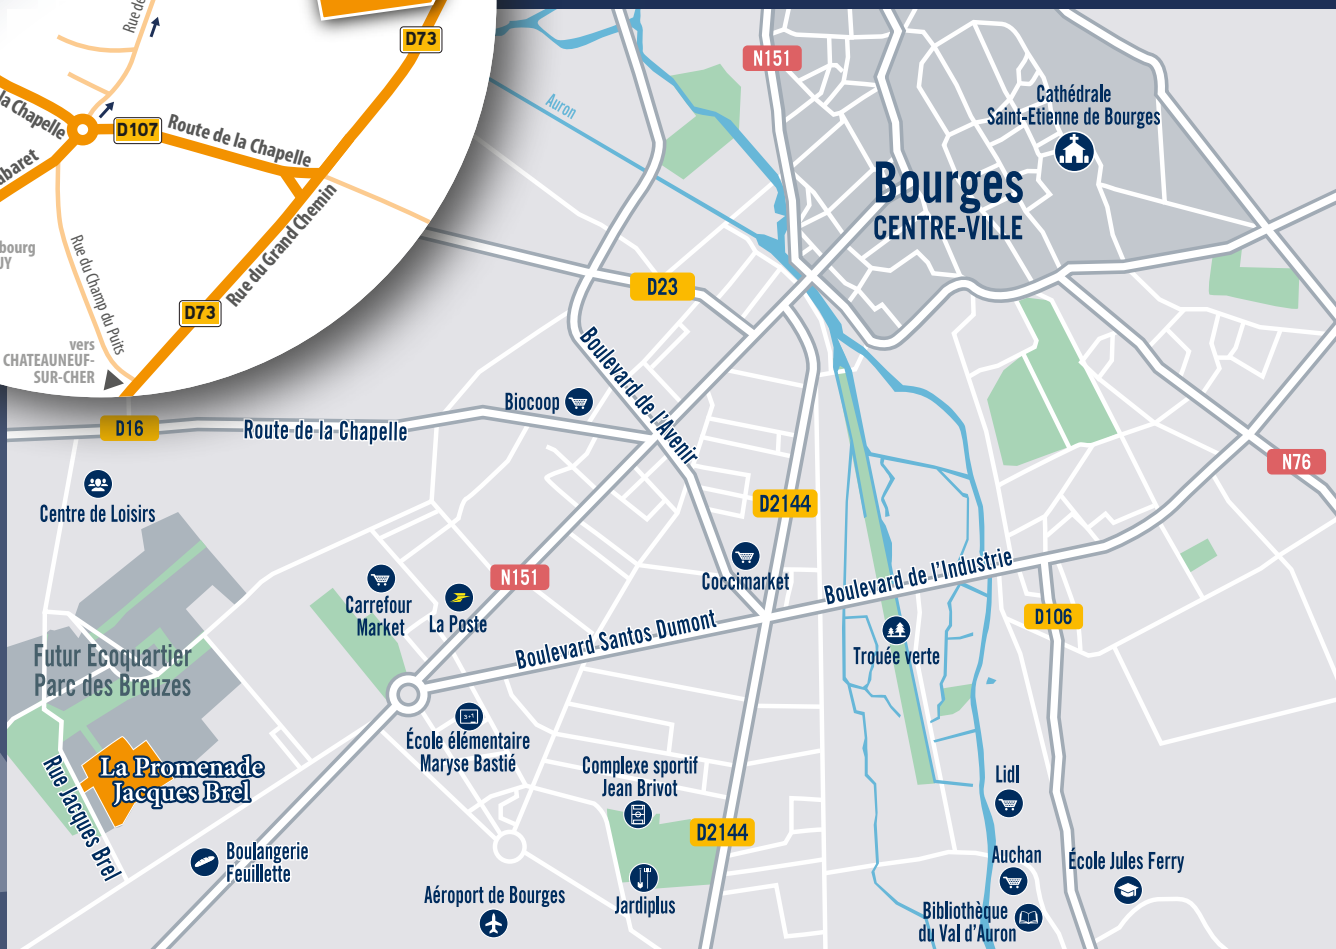 Rue de
D73
la Chapelle
D107
Route de la Chapelle
Rue du Grand Chemin
Rue du Champ du Puits
D73
vers
CHATEAUNEUF-
SUR-CHER
N151
Auron
Cathédrale
Saint-Etienne de Bourges
Bourges
CENTRE-VILLE
D23
Boulevard de l'Avenir
Biocoop
D16
Route de la Chapelle
N76
Centre de Loisirs
D2144
Coccimarket
Boulevard de l'Industrie
N151
Carrefour
Market
La Poste
D106
Boulevard Santos Dumont
Trouée verte
Futur Ecoquartier
Parc des Breuzes
École élémentaire
Maryse Bastié
La Promenade
Jacques Brel
Rue Jacques Brel
Complexe sportif
Jean Brivot
Lidl
D2144
Boulangerie
Feuillette
Auchan
École Jules Ferry
Aéroport de Bourges
Jardiplus
Bibliothèque
du Val d'Auron